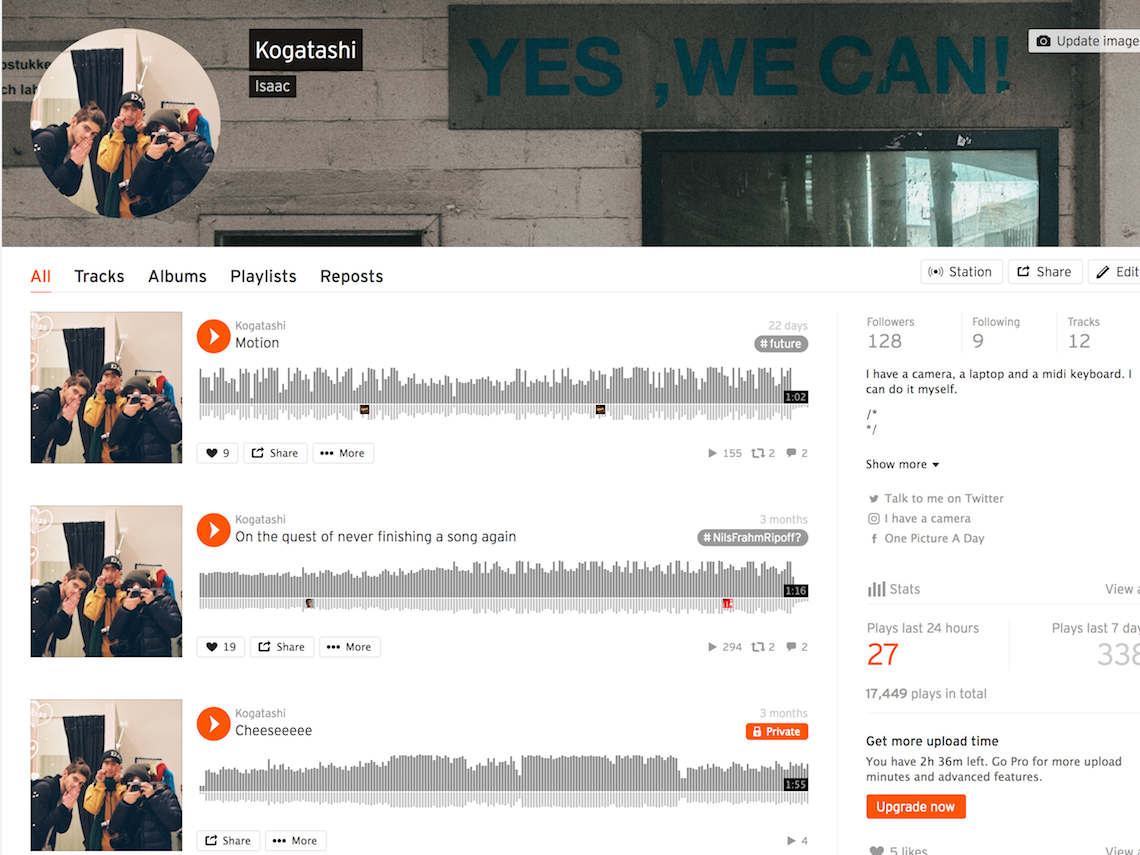 YES ,WE CAN!
Update image
ostukke
ch lah
Kogatashi
Isaac
All Tracks Albums Playlists Reposts
Station Share Edit
Kogatashi
22 days
Motion
# future
1:02
9 Share ••• More
155 2 2
Kogatashi
3 months
On the quest of never finishing a song again
# NilsFrahmRipoff?
1:16
19 Share ••• More
294 2 2
Kogatashi
3 months
Cheeseeeee
Private
1:55
Share ••• More
4
Followers Following Tracks
128 9 12
I have a camera, a laptop and a midi keyboard. I
can do it myself.
/*
*/
Show more
Talk to me on Twitter
I have a camera
One Picture A Day
Stats View a
Plays last 24 hours Plays last 7 day
27 338
17,449 plays in total
Get more upload time
You have 2h 36m left. Go Pro for more upload
minutes and advanced features.
Upgrade now
5 likes View a